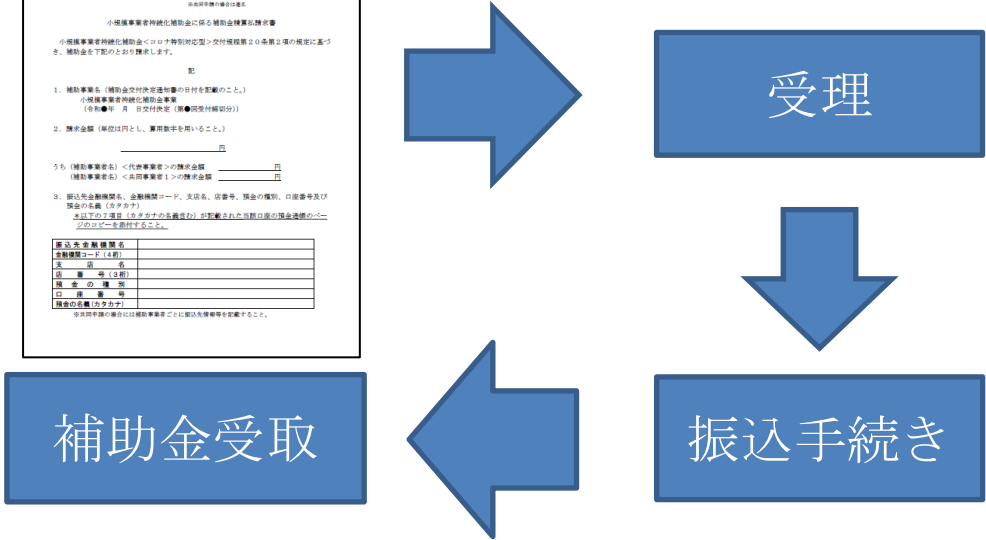 ※共同申請の場合は連名
小規模事業者持続化補助金に係る補助金精算払請求書
小規模事業者持続化補助金＜コロナ特別対応型＞交付規程第２０条第２項の規定に基づ
き、補助金を下記のとおり請求します。
記
１．補助事業名（補助金交付決定通知書の日付を記載のこと。）
小規模事業者持続化補助金事業
（令和●年　月　日交付決定（第●回受付締切分））
２．請求金額（単位は円とし、算用数字を用いること。）
円
うち（補助事業者名）＜代表事業者＞の請求金額　円
（補助事業者名）＜共同事業者１＞の請求金額　円
３．振込先金融機関名、金融機関コード、支店名、店番号、預金の種別、口座番号及び
預金の名義（カタカナ）
＊以下の７項目（カタカナの名義含む）が記載された当該口座の預金通帳のペー
ジのコピーを添付すること。
振込先金融機関名
金融機関コード（４桁）
支店名
店番号（３桁）
預金の種別
口座番号
預金の名義(カタカナ)
※共同申請の場合には補助事業者ごとに振込先情報等を記載すること。
受理
振込手続き
補助金受取